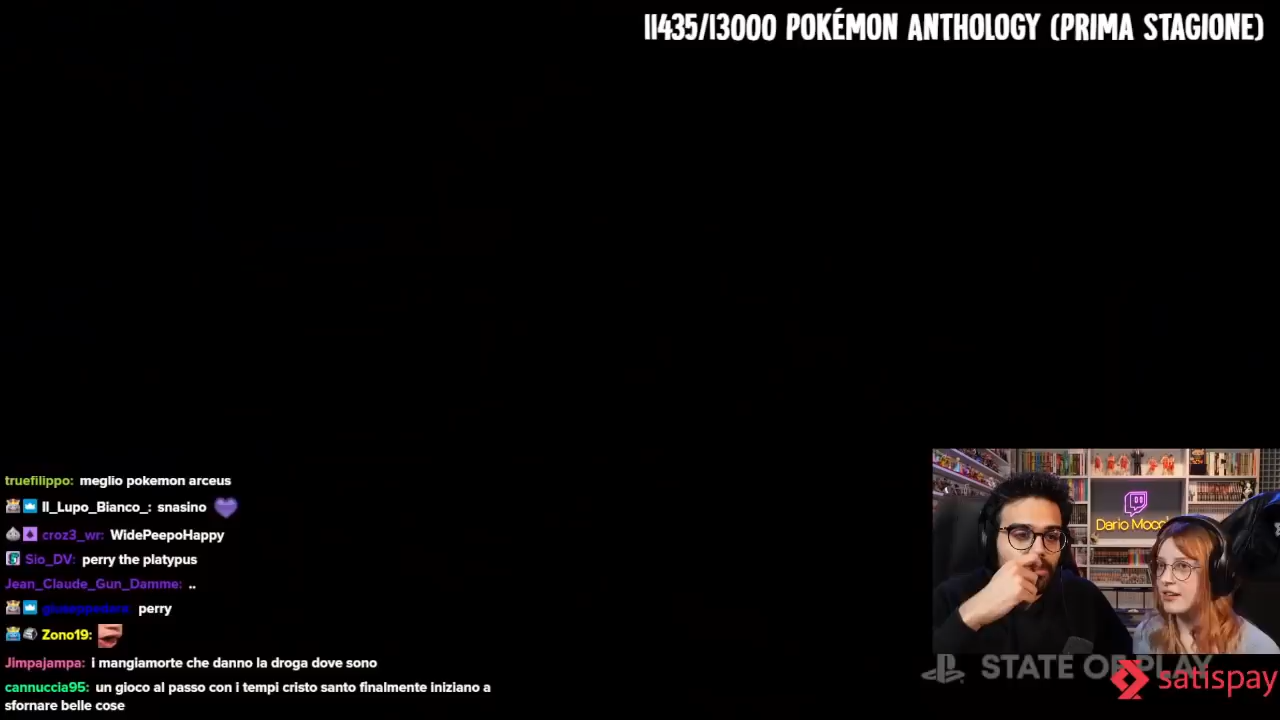 11435/13000 POKÉMON ANTHOLOGY (PRIMA STAGIONE)
truefilippo: meglio pokemon arceus
Il_Lupo_Bianco_: snasino
croz3_wr: WidePeepoHappy
Sio_DV: perry the platypus
Jean_Claude_Gun_Damme: ..
perry
Zono19:
Jimpajampa: i mangiamorte che danno la droga dove sono
cannuccia95: un gioco al passo con i tempi cristo santo finalmente iniziano a
sfornare belle cose
Dario Mocc
STATE OF PLAY
satispay